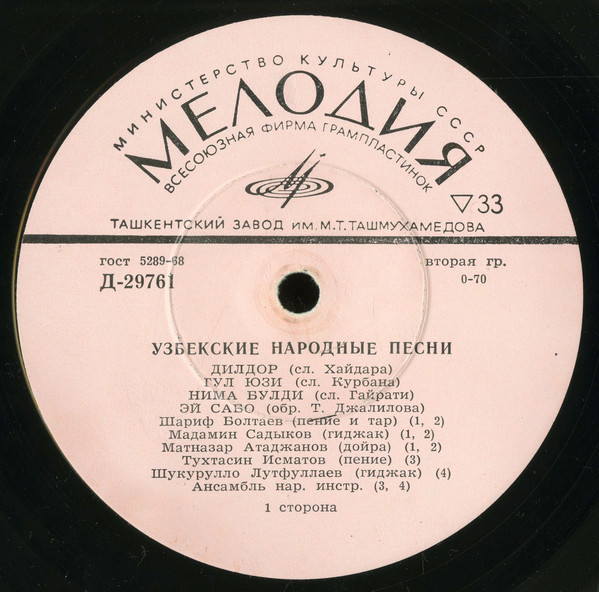 МИНИСТЕРСТВО КУЛЬТУРЫ СССР
МЕЛОДИЯ
ВСЕСОЮЗНАЯ ФИРМА ГРАМПЛАСТИНОК
▽33
ТАШКЕНТСКИЙ ЗАВОД ИМ. М.Т. ТАШМУХАМЕДОВА
гост 5289-68 вторая гр.
Д-29761 0-70
УЗБЕКСКИЕ НАРОДНЫЕ ПЕСНИ
ДИЛДОР (сл. Хайдара)
ГУЛ ЮЗИ (сл. Курбана)
НИМА БУЛДИ (сл. Гайрати)
ЭЙ САБО (обр. Т. Джалилова)
Шариф Болтаев (пение и тар) (1, 2)
Мадамин Садыков (гиджак) (1, 2)
Матназар Атаджанов (дойра) (1, 2)
Тухтасин Исматов (пение) (3)
Шукурулло Лутфуллаев (гиджак) (4)
Ансамбль нар. инстр. (3, 4)
1 сторона